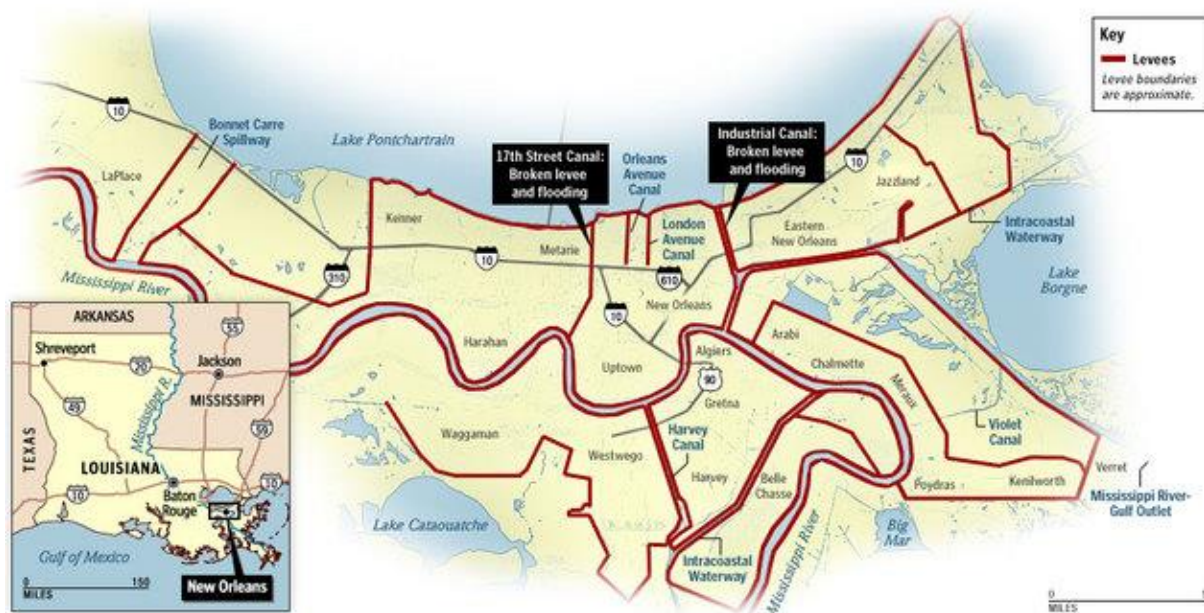 Key
Levees
Levee boundaries
are approximate.
10
Bonnet Carre
Spillway
Lake Pontchartrain
17th Street Canal:
Broken levee
and flooding
Orleans
Avenue
Canal
Industrial Canal:
Broken levee
and flooding
10
Jazzland
LaPlace
Kenner
Metarie
London
Avenue
Canal
Eastern
New Orleans
Intracoastal
Waterway
310
10
610
Lake
Borgne
Mississippi River
New Orleans
10
Harahan
Uptown
Algiers
90
Gretna
Arabi
Chalmette
Meraux
Violet
Canal
Waggaman
Westwego
Harvey
Canal
Harvey
Belle
Chasse
Poydras
Kenilworth
Verret
Mississippi River-
Gulf Outlet
Lake Cataouatche
Intracoastal
Waterway
Mississippi River
Big
Mar
ARKANSAS
55
Shreveport
20
Jackson
49
Mississippi R.
MISSISSIPPI
59
TEXAS
LOUISIANA
10
Baton
Rouge
10
Gulf of Mexico
0
150
MILES
New Orleans
0
MILES